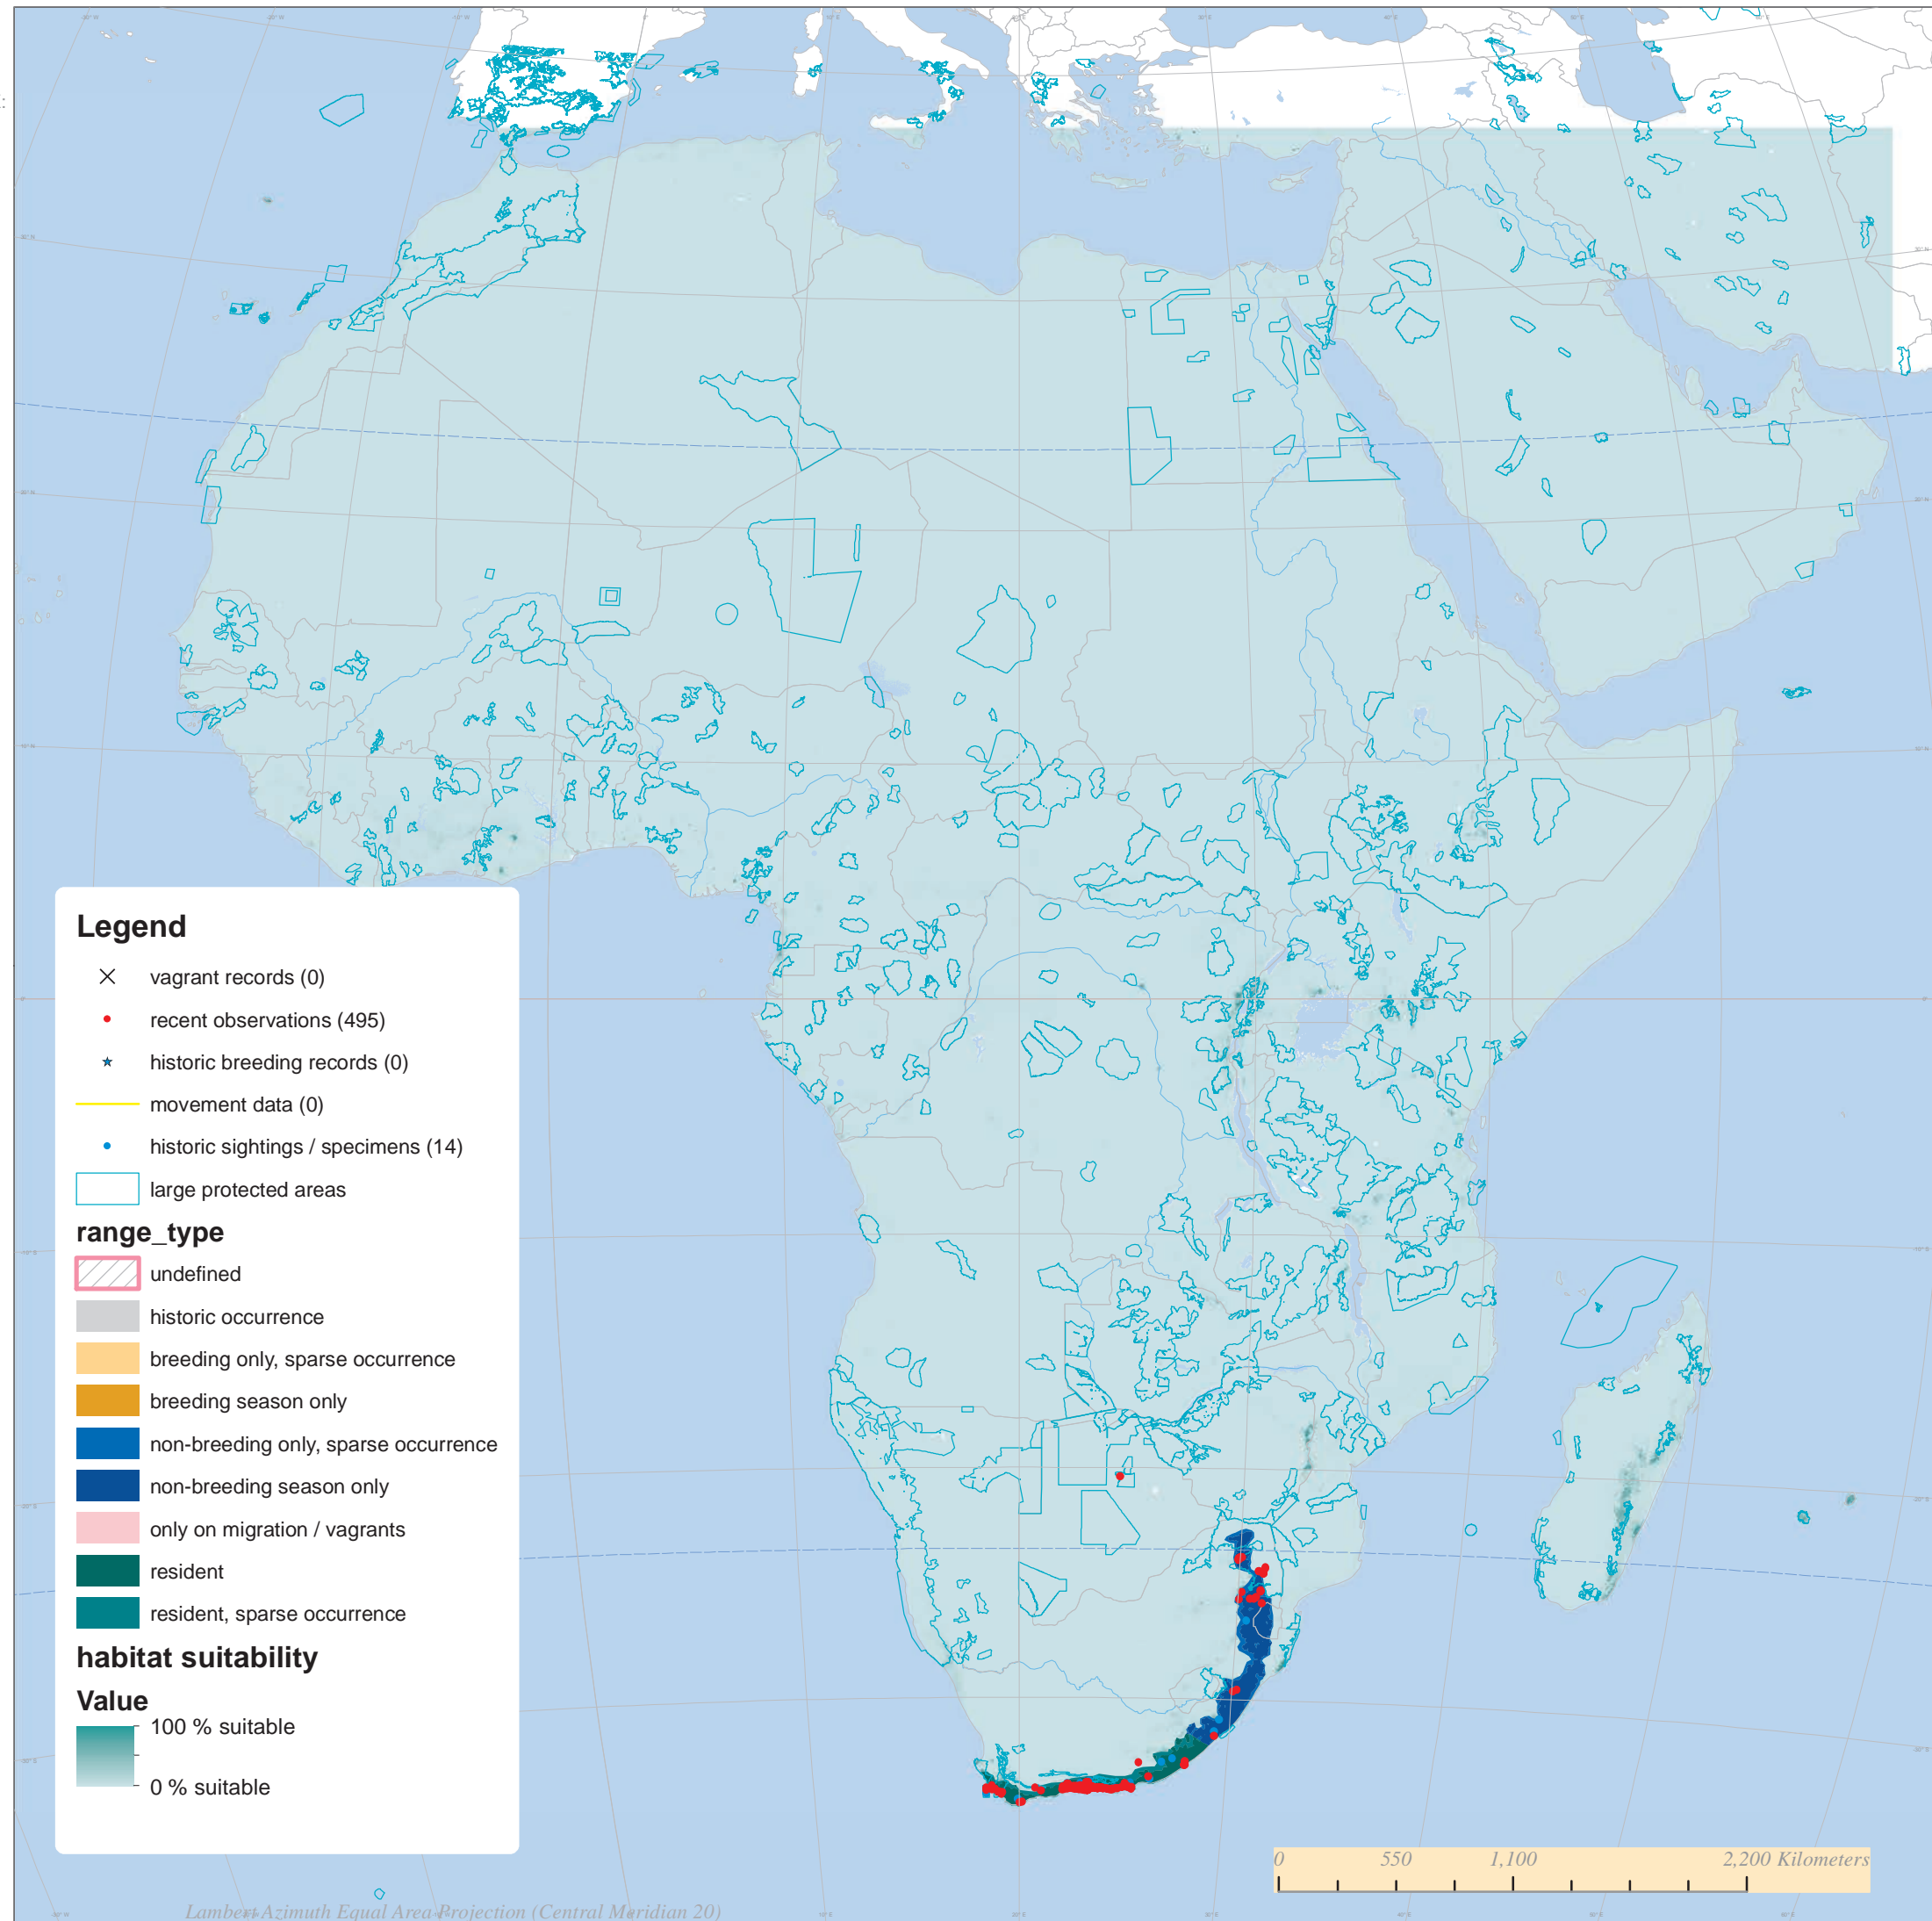 Legend
vagrant records (0)
recent observations (495)
historic breeding records (0)
movement data (0)
historic sightings / specimens (14)
large protected areas
range_type
undefined
historic occurrence
breeding only, sparse occurrence
breeding season only
non-breeding only, sparse occurrence
non-breeding season only
only on migration / vagrants
resident
resident, sparse occurrence
habitat suitability
Value
100 % suitable
0 % suitable
0 550 1,100 2,200 Kilometers
Lambert Azimuth Equal Area Projection (Central Meridian 20)